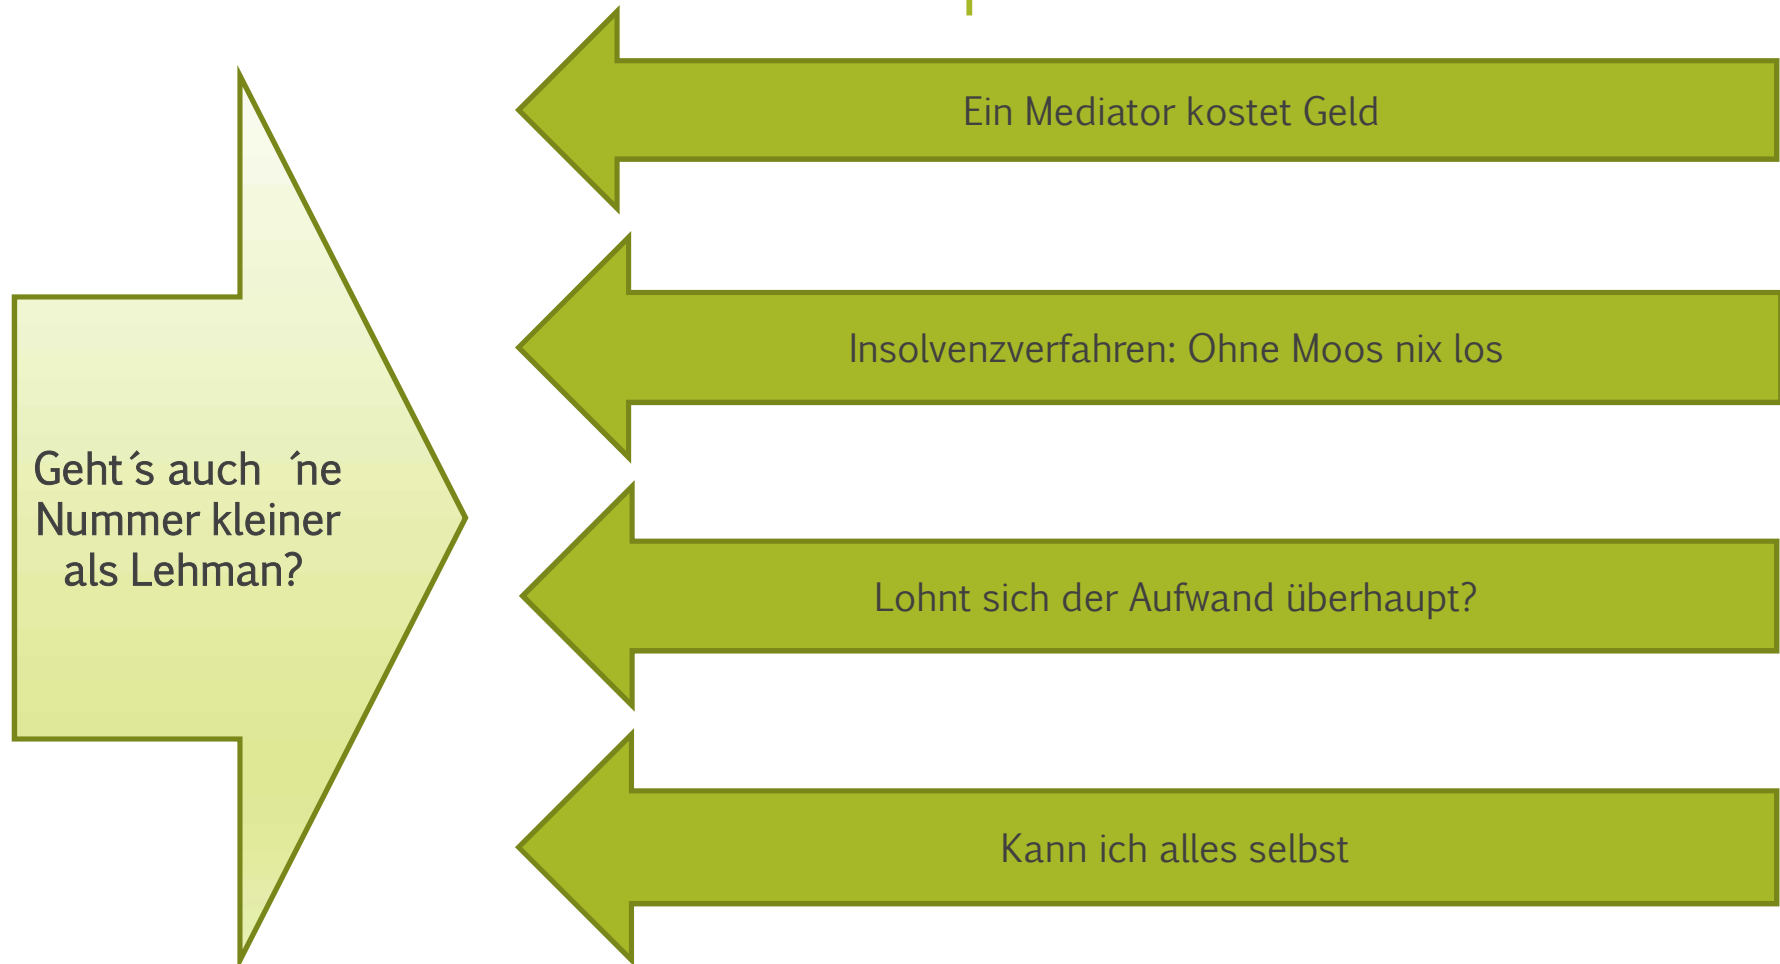 Geht´s auch ´ne
Nummer kleiner
als Lehman?
Ein Mediator kostet Geld
Insolvenzverfahren: Ohne Moos nix los
Lohnt sich der Aufwand überhaupt?
Kann ich alles selbst